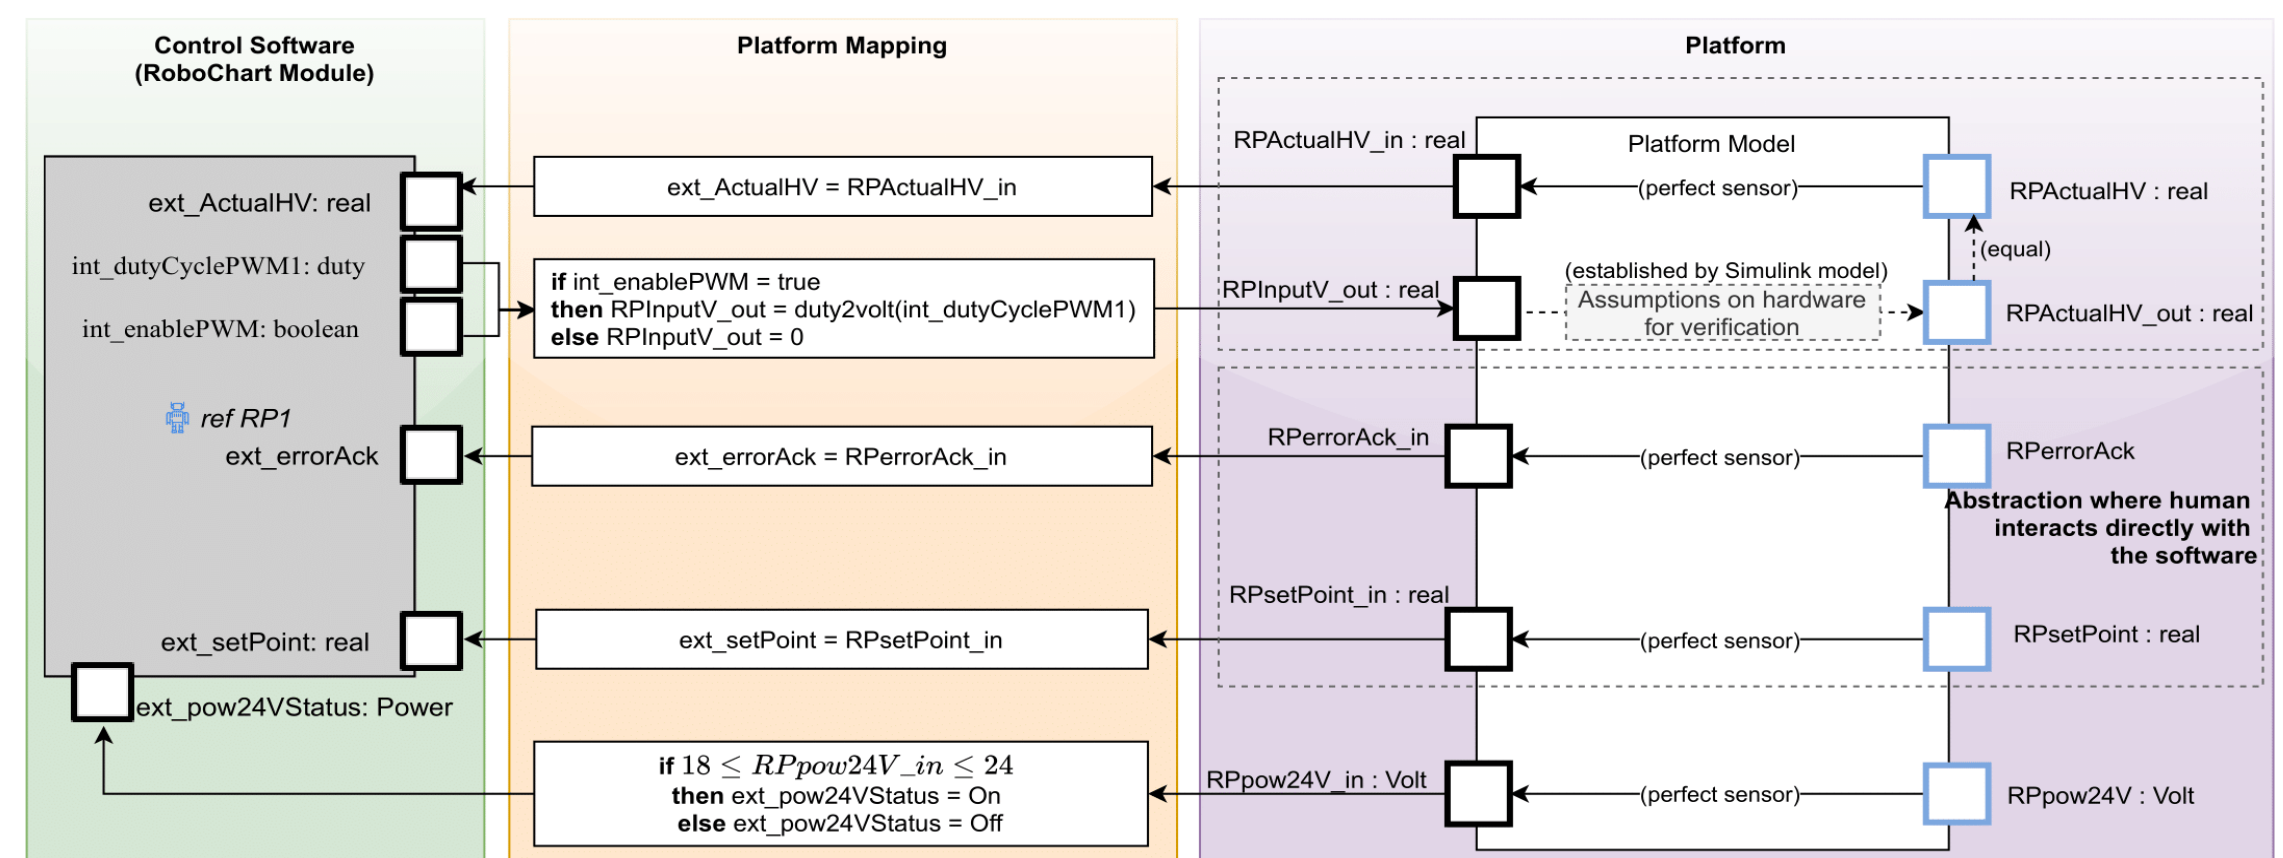 Control Software
(RoboChart Module)
Platform Mapping
Platform
ext_ActualHV: real
int_dutyCyclePWM1: duty
int_enablePWM: boolean
ref RP1
ext_errorAck
ext_setPoint: real
ext_pow24VStatus: Power
ext_ActualHV = RPActualHV_in
if int_enablePWM = true
then RPInputV_out = duty2volt(int_dutyCyclePWM1)
else RPInputV_out = 0
ext_errorAck = RPerrorAck_in
ext_setPoint = RPsetPoint_in
if 18 ≤ RPpow24V_in ≤ 24
then ext_pow24VStatus = On
else ext_pow24VStatus = Off
RPActualHV_in : real
Platform Model
(perfect sensor)
RPActualHV : real
(equal)
RPInputV_out : real
(established by Simulink model)
Assumptions on hardware
for verification
RPActualHV_out : real
RPerrorAck_in
(perfect sensor)
RPerrorAck
Abstraction where human
interacts directly with
the software
RPsetPoint_in : real
(perfect sensor)
RPsetPoint : real
RPpow24V_in : Volt
(perfect sensor)
RPpow24V : Volt